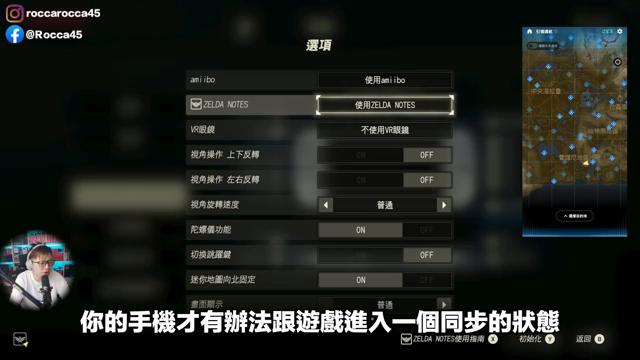 roccarocca45
@Rocca45
選項
amiibo
使用amiibo
ZELDA NOTES
使用ZELDA NOTES
VR眼鏡
不使用VR眼鏡
視角操作 上下反轉
ON
OFF
視角操作 左右反轉
ON
OFF
視角旋轉速度
普通
陀螺儀功能
ON
切換跳躍鍵
OFF
迷你地圖向北固定
ON
畫面顯示
普通
你的手機才有辦法跟遊戲進入一個同步的狀態
ZELDA NOTES使用指南 X
初始化 Y
返回 B